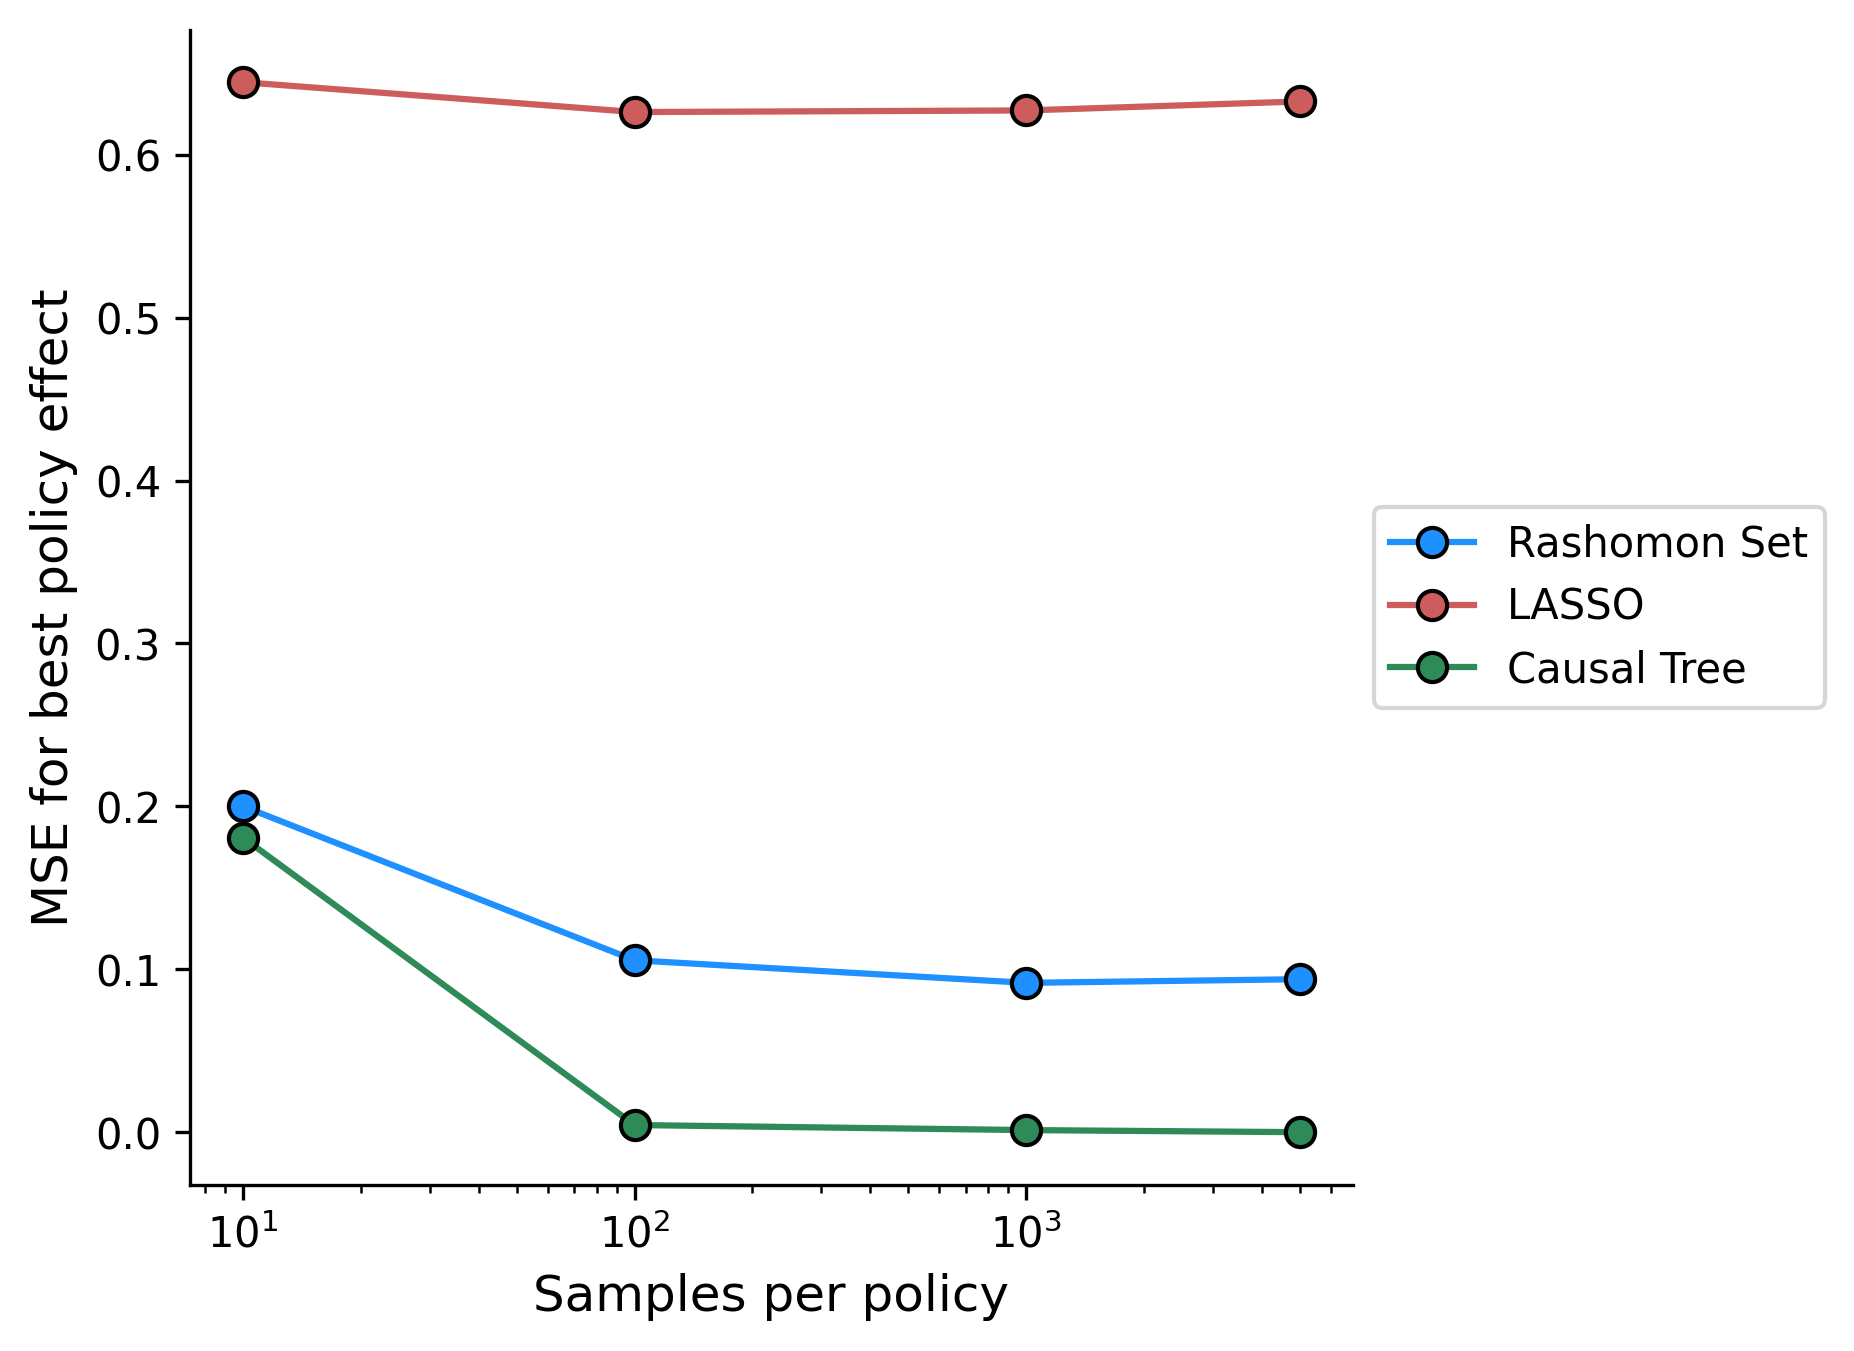 MSE for best policy effect
0.6
0.5
0.4
0.3
0.2
0.1
0.0
10¹ 10² 10³
Samples per policy
Rashomon Set
LASSO
Causal Tree